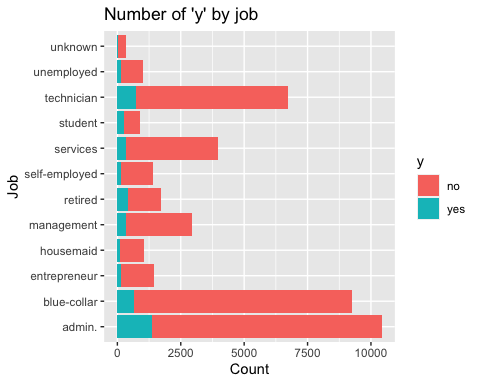 Number of 'y' by job
unknown
unemployed
technician
student
services
self-employed
retired
management
housemaid
entrepreneur
blue-collar
admin.
Job
0 2500 5000 7500 10000
Count
y
no
yes